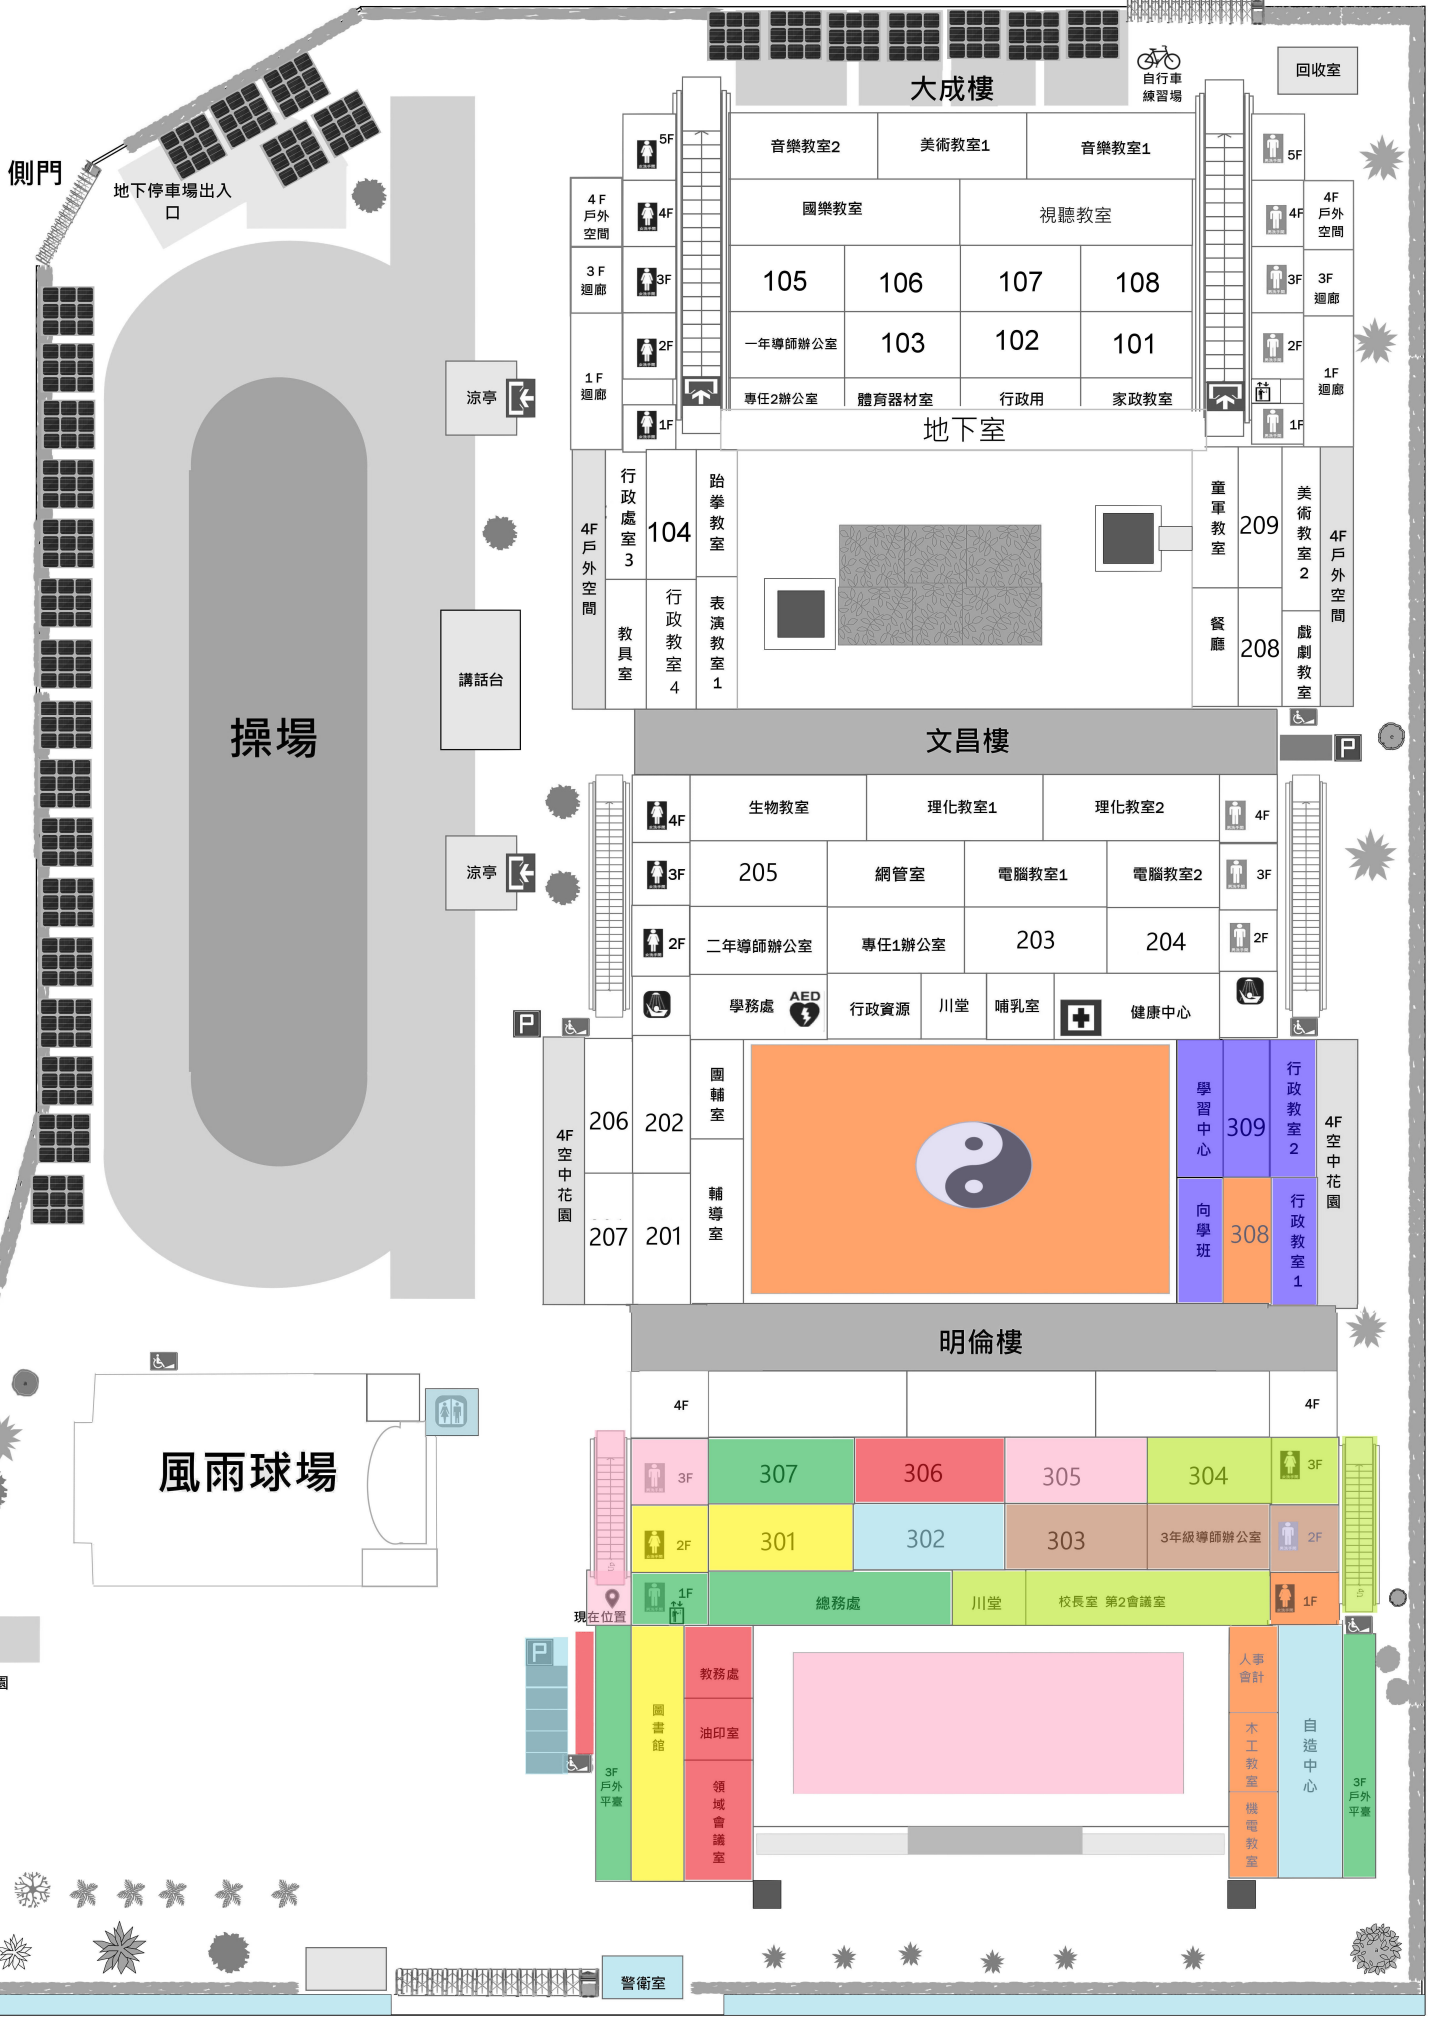 大成樓
自行車
練習場
回收室
側門
地下停車場出入
口
5F
音樂教室2
美術教室1
音樂教室1
5F
4F
戶外
空間
4F
國樂教室
視聽教室
4F
4F
戶外
空間
3F
迴廊
3F
105
106
107
108
3F
3F
迴廊
1F
迴廊
2F
一年導師辦公室
103
102
101
2F
1F
迴廊
涼亭
專任2辦公室
體育器材室
行政用
家政教室
1F
地下室
1F
4F戶外空間
行政處室3
104
跆拳教室
童軍教室
209
美術教室2
4F戶外空間
教具室
行政教室4
表演教室1
餐廳
208
戲劇教室
講話台
操場
文昌樓
P
4F
生物教室
理化教室1
理化教室2
4F
涼亭
3F
205
網管室
電腦教室1
電腦教室2
3F
2F
二年導師辦公室
專任1辦公室
203
204
2F
學務處
AED
行政資源
川堂
哺乳室
健康中心
P
4F空中花園
206
202
團輔室
學習中心
309
行政教室2
4F空中花園
207
201
輔導室
向學班
308
行政教室1
明倫樓
4F
4F
風雨球場
3F
307
306
305
304
3F
2F
301
302
303
3年級導師辦公室
2F
現在位置
1F
總務處
川堂
校長室 第2會議室
1F
P
3F
戶外
平臺
圖書館
教務處
油印室
領域會議室
人事
會計
木工教室
機電教室
自造中心
3F
戶外
平臺
園
警衛室